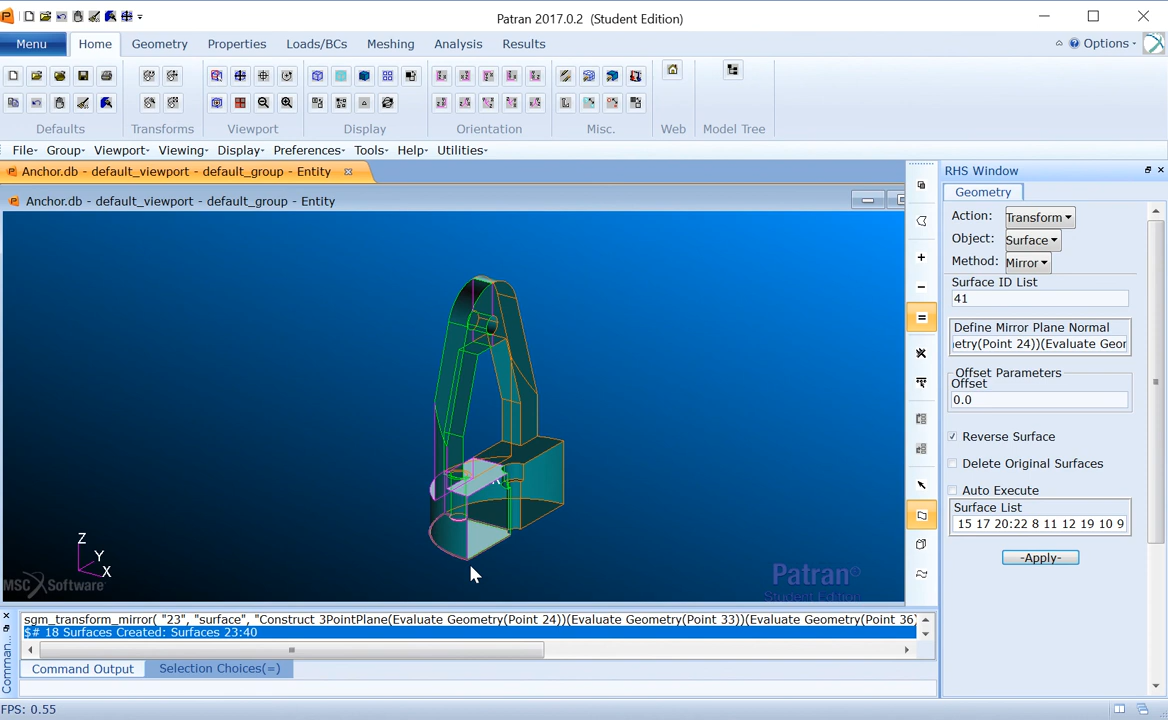 Patran 2017.0.2 (Student Edition)
Menu
Home
Geometry
Properties
Loads/BCs
Meshing
Analysis
Results
Options
Defaults
Transforms
Viewport
Display
Orientation
Misc.
Web
Model Tree
File
Group
Viewport
Viewing
Display
Preferences
Tools
Help
Utilities
Anchor.db - default_viewport - default_group - Entity
RHS Window
Geometry
Anchor.db - default_viewport - default_group - Entity
Action: Transform
Object: Surface
Method: Mirror
Surface ID List
41
Define Mirror Plane Normal
etry(Point 24))(Evaluate Geor
Offset Parameters
Offset
0.0
Reverse Surface
Delete Original Surfaces
Auto Execute
Surface List
15 17 20:22 8 11 12 19 10 9
-Apply-
Z
Y
X
MSC Software
Patran
Student Edition
sgm_transform_mirror( "23", "surface", "Construct 3PointPlane(Evaluate Geometry(Point 24))(Evaluate Geometry(Point 33))(Evaluate Geometry(Point 36)
$# 18 Surfaces Created: Surfaces 23:40
Comman...
Command Output
Selection Choices(=)
FPS: 0.55